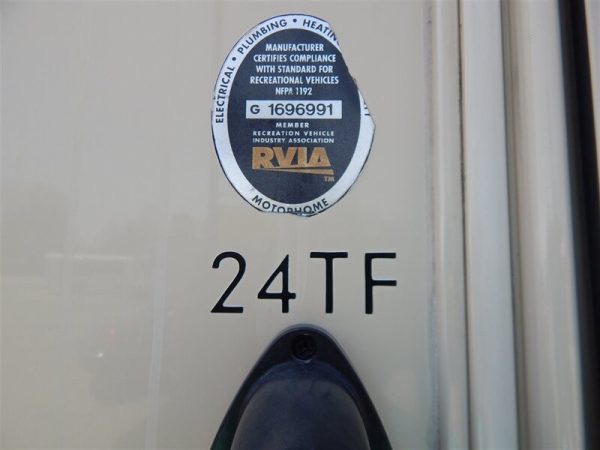 ELECTRICAL • PLUMBING • HEATING
MANUFACTURER
CERTIFIES COMPLIANCE
WITH STANDARD FOR
RECREATIONAL VEHICLES
NFPA 1192
G 1696991
MEMBER
RECREATION VEHICLE
INDUSTRY ASSOCIATION
RVIA
TM
MOTORHOME
24TF